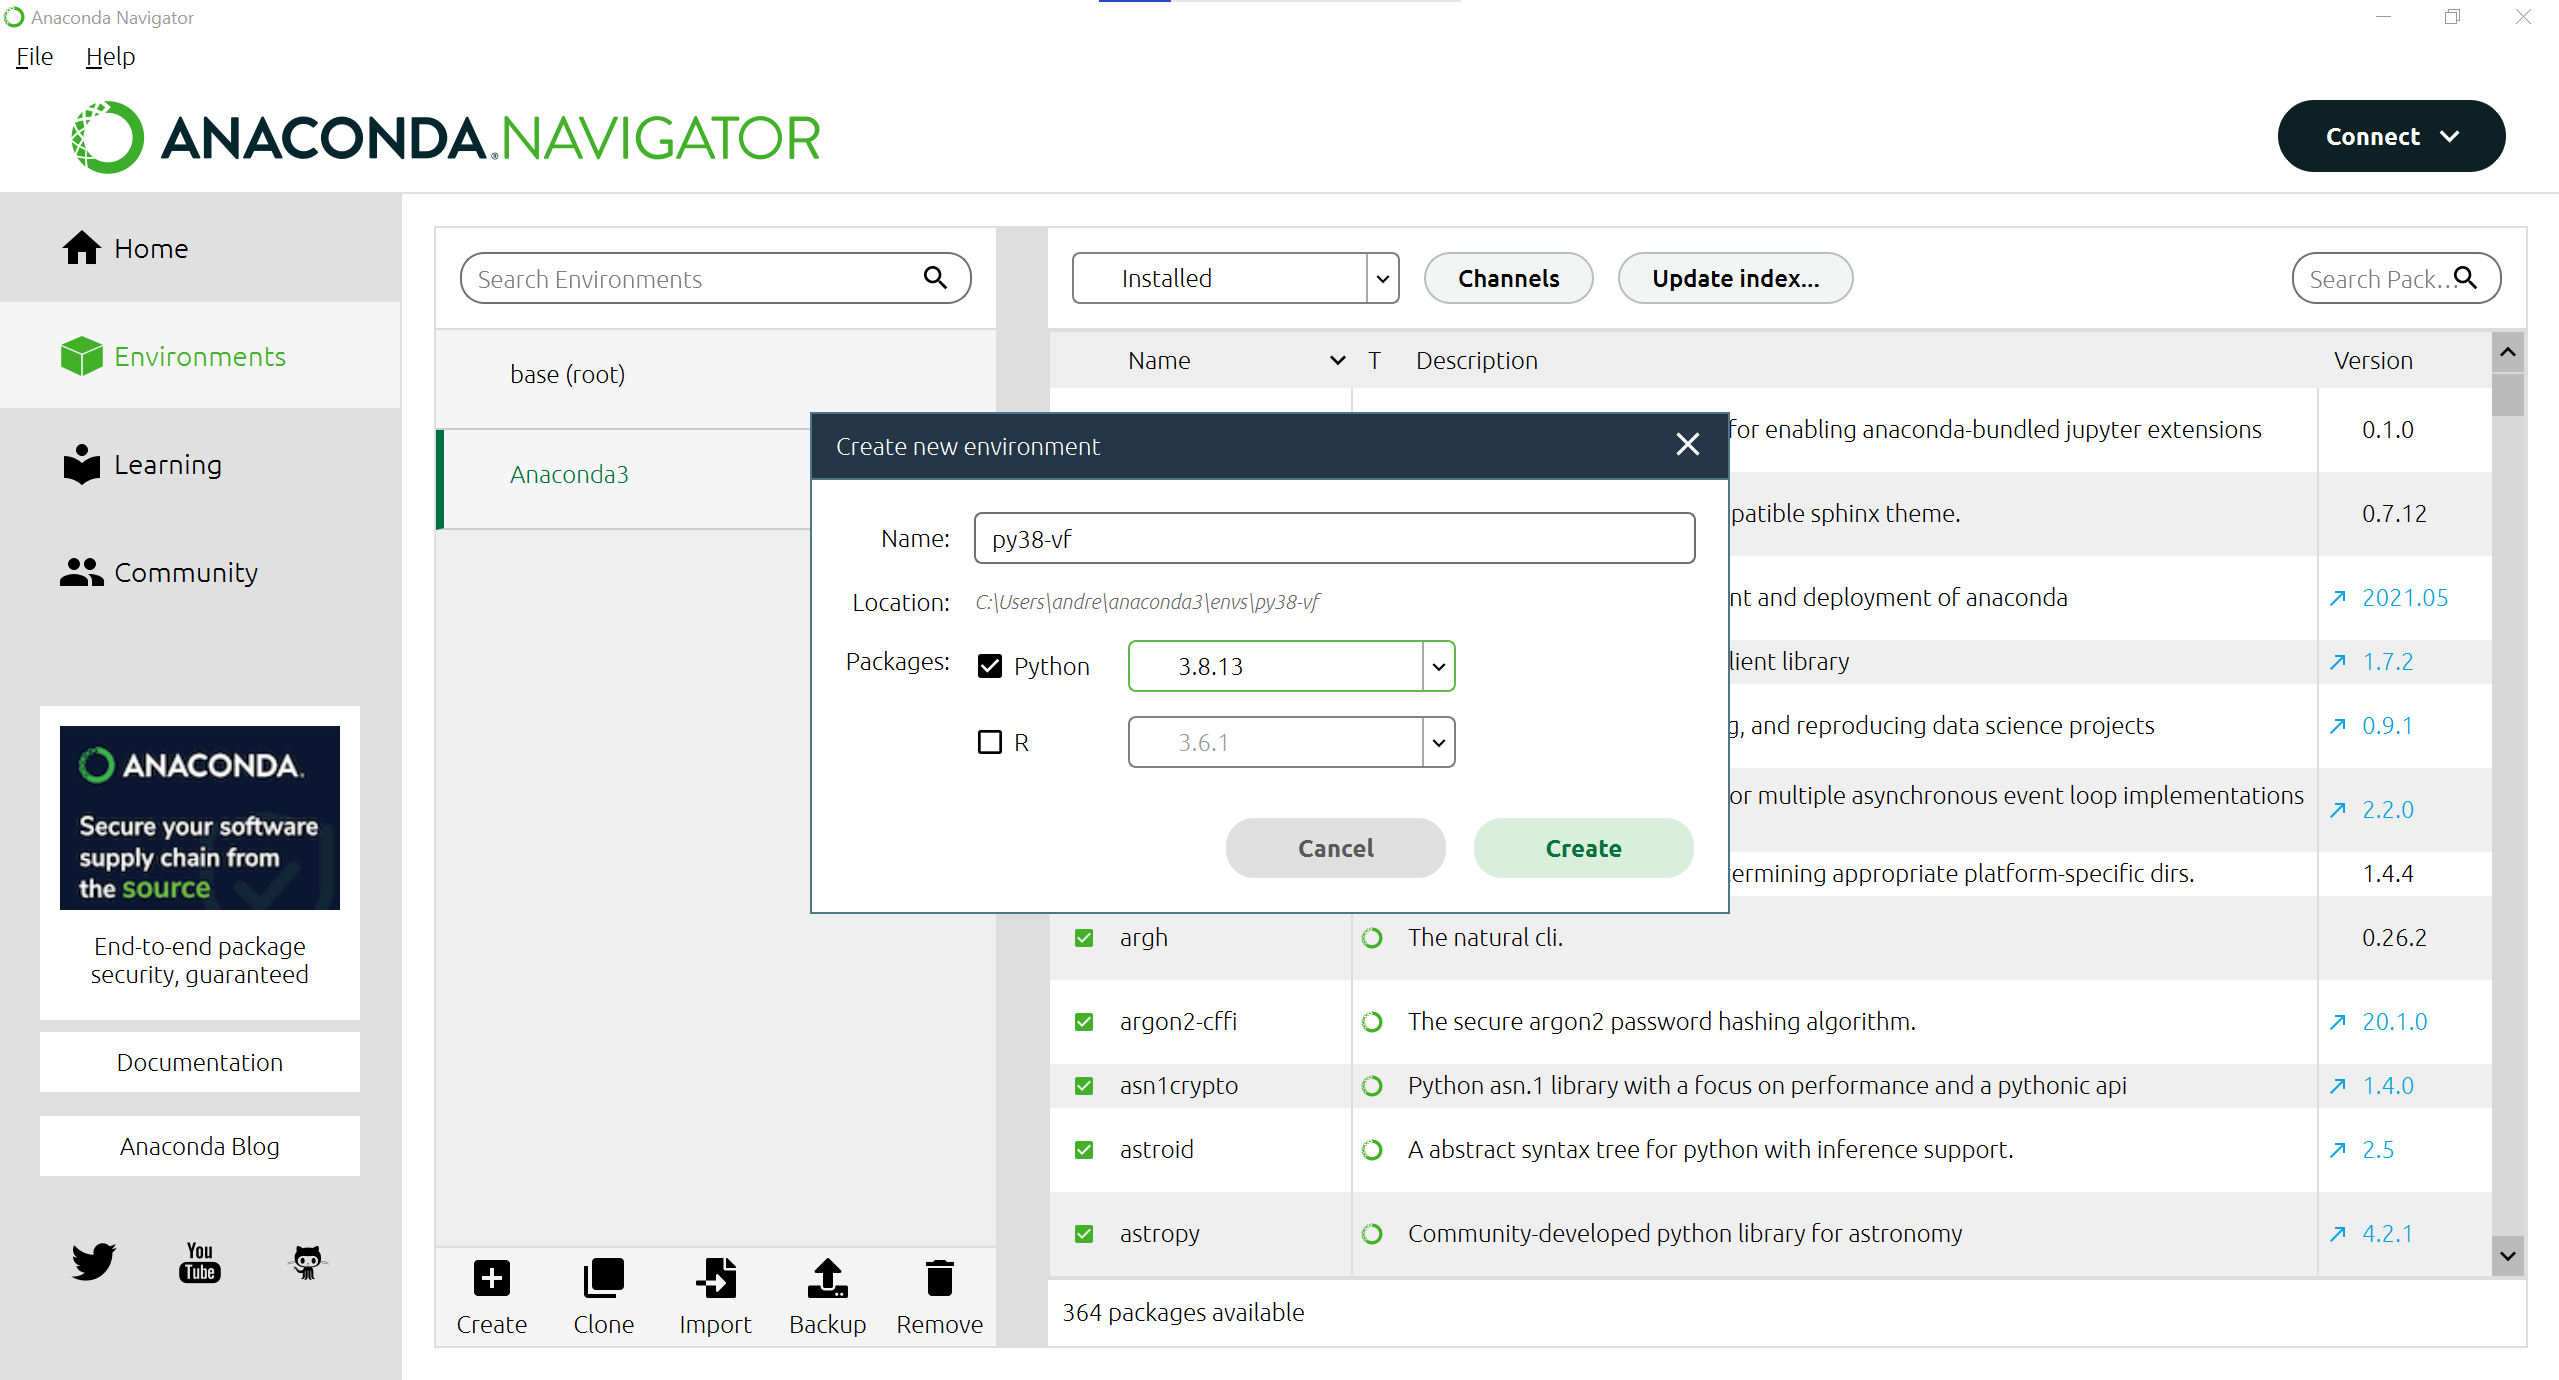 Anaconda Navigator
File Help
ANACONDA.NAVIGATOR
Connect
Home
Environments
Learning
Community
ANACONDA.
Secure your software
supply chain from
the source
End-to-end package
security, guaranteed
Documentation
Anaconda Blog
You
Tube
Search Environments
base (root)
Anaconda3
Create Clone Import Backup Remove
Installed Channels Update index... Search Pack...
Name T Description Version
for enabling anaconda-bundled jupyter extensions 0.1.0
patible sphinx theme. 0.7.12
nt and deployment of anaconda 2021.05
lient library 1.7.2
g, and reproducing data science projects 0.9.1
or multiple asynchronous event loop implementations 2.2.0
ermining appropriate platform-specific dirs. 1.4.4
argh The natural cli. 0.26.2
argon2-cffi The secure argon2 password hashing algorithm. 20.1.0
asn1crypto Python asn.1 library with a focus on performance and a pythonic api 1.4.0
astroid A abstract syntax tree for python with inference support. 2.5
astropy Community-developed python library for astronomy 4.2.1
364 packages available
Create new environment
Name: py38-vf
Location: C:\Users\andre\anaconda3\envs\py38-vf
Packages: Python 3.8.13
R 3.6.1
Cancel Create